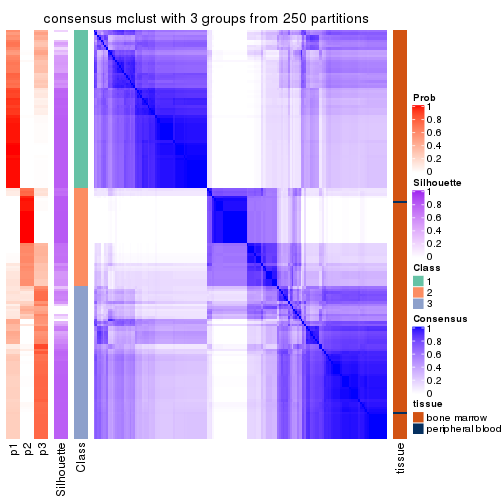 consensus mclust with 3 groups from 250 partitions
Prob
1
0.8
0.6
0.4
0.2
0
Silhouette
1
0.8
0.6
0.4
0.2
0
Class
1
2
3
Consensus
1
0.8
0.6
0.4
0.2
0
tissue
bone marrow
peripheral blood
p1
p2
p3
Silhouette
Class
tissue